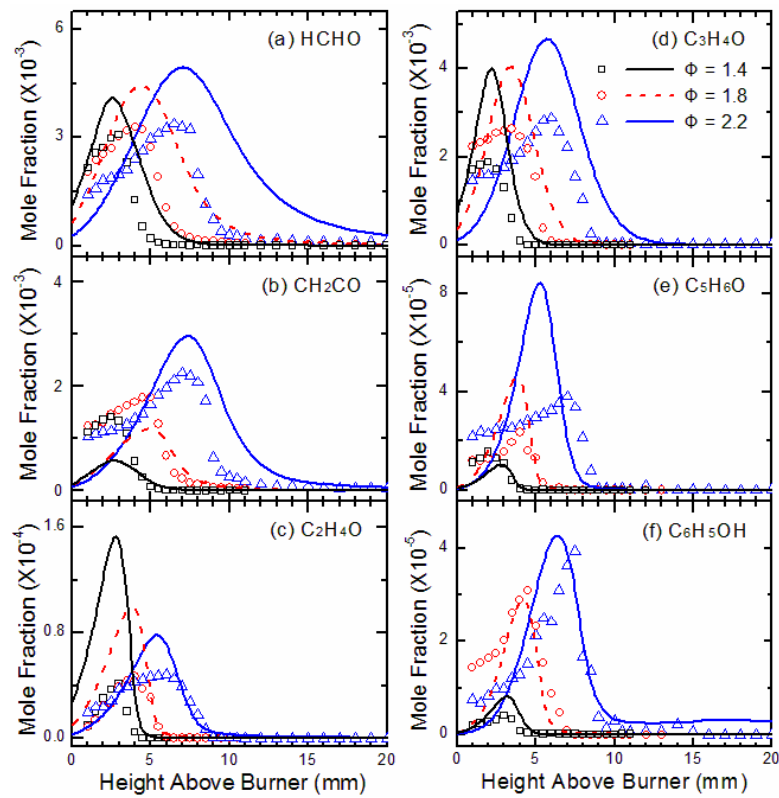 (a) HCHO
Mole Fraction (X10⁻³)
6
3
0
(d) C₃H₄O
Φ = 1.4
Φ = 1.8
Φ = 2.2
Mole Fraction (X10⁻³)
4
2
0
(b) CH₂CO
Mole Fraction (X10⁻³)
4
2
0
(e) C₅H₆O
Mole Fraction (X10⁻⁵)
8
4
0
(c) C₂H₄O
Mole Fraction (X10⁻⁴)
1.6
0.8
0.0
0 5 10 15 20
Height Above Burner (mm)
(f) C₆H₅OH
Mole Fraction (X10⁻⁵)
4
2
0
0 5 10 15 20
Height Above Burner (mm)